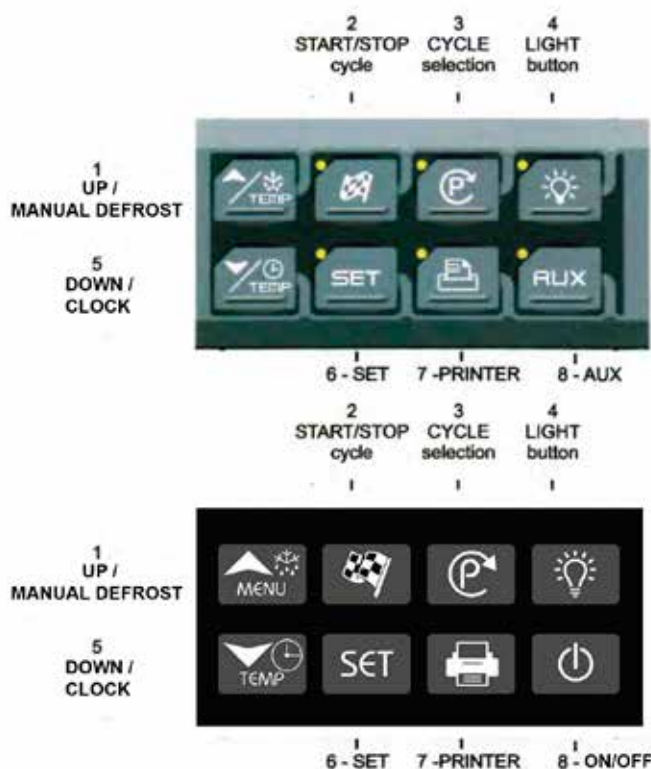 2
START/STOP
cycle
3
CYCLE
selection
4
LIGHT
button
1
UP /
MANUAL DEFROST
TEMP
P
5
DOWN /
CLOCK
TEMP
SET
AUX
6 - SET
7 -PRINTER
8 - AUX
2
START/STOP
cycle
3
CYCLE
selection
4
LIGHT
button
1
UP /
MANUAL DEFROST
MENU
P
5
DOWN /
CLOCK
TEMP
SET
6 - SET
7 -PRINTER
8 - ON/OFF